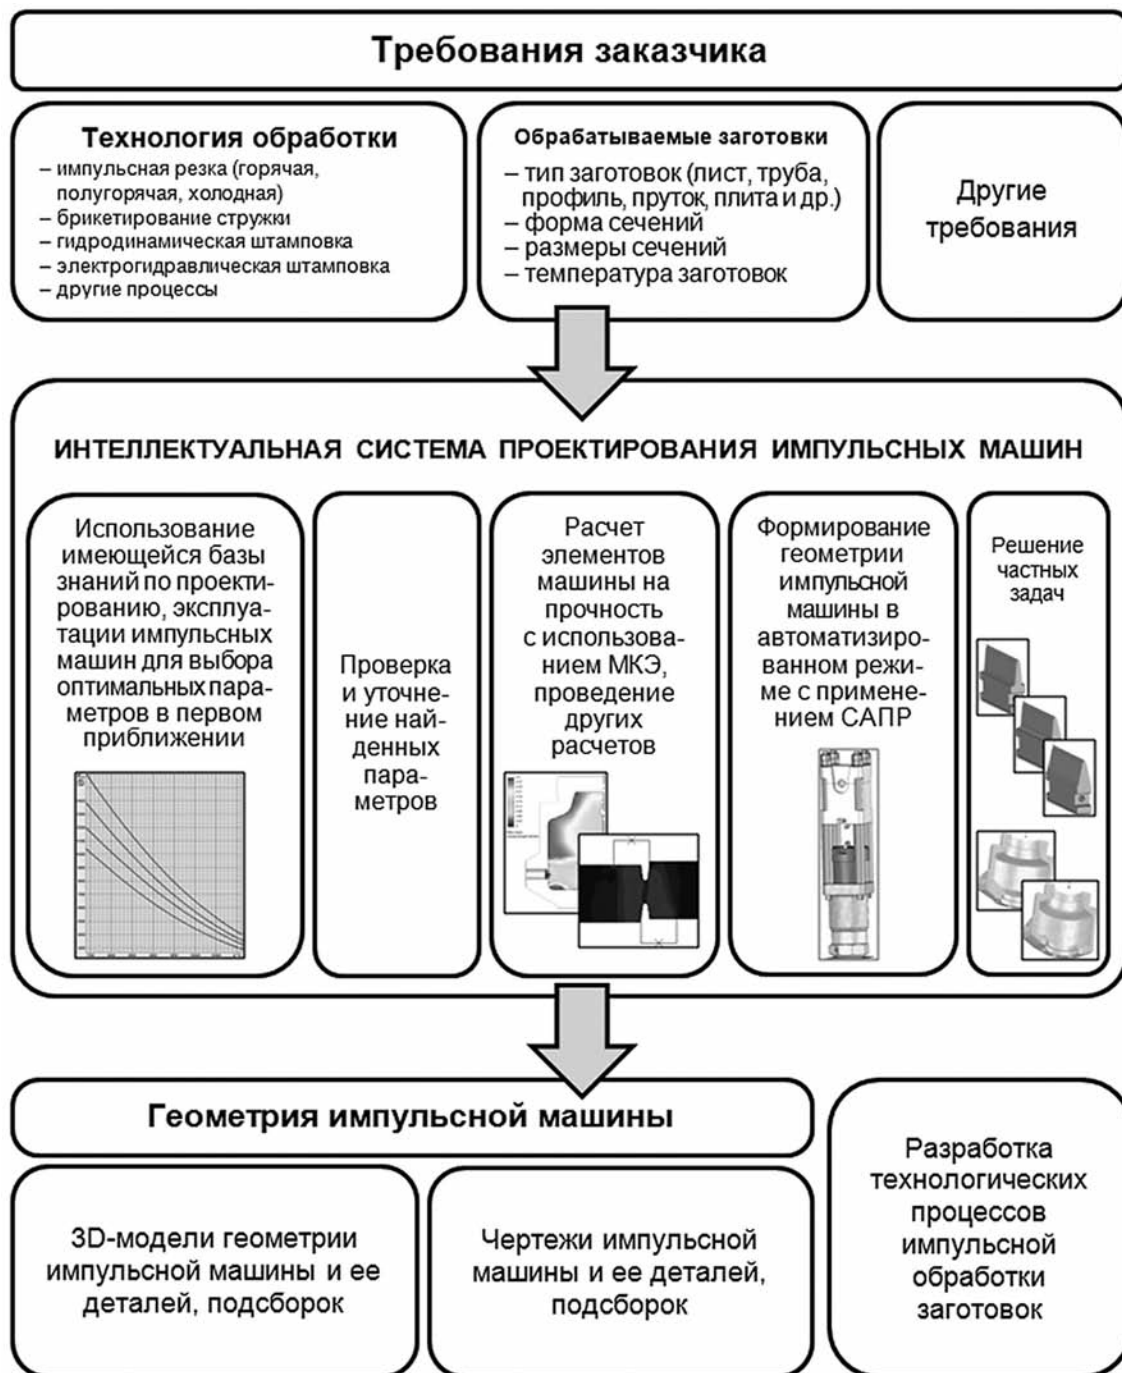 Требования заказчика
Технология обработки
– импульсная резка (горячая,
полугорячая, холодная)
– брикетирование стружки
– гидродинамическая штамповка
– электрогидравлическая штамповка
– другие процессы
Обрабатываемые заготовки
– тип заготовок (лист, труба,
профиль, пруток, плита и др.)
– форма сечений
– размеры сечений
– температура заготовок
Другие
требования
ИНТЕЛЛЕКТУАЛЬНАЯ СИСТЕМА ПРОЕКТИРОВАНИЯ ИМПУЛЬСНЫХ МАШИН
Использование
имеющейся базы
знаний по проекти-
рованию, эксплуа-
тации импульсных
машин для выбора
оптимальных пара-
метров в первом
приближении
Проверка
и уточне-
ние най-
денных
пара-
метров
Расчет
элементов
машины на
прочность
с использова-
нием МКЭ,
проведение
других
расчетов
Формирование
геометрии
импульсной
машины в
автоматизиро-
ванном режи-
ме с примене-
нием САПР
Решение
частных
задач
Геометрия импульсной машины
3D-модели геометрии
импульсной машины и ее
деталей, подсборок
Чертежи импульсной
машины и ее деталей,
подсборок
Разработка
технологических
процессов
импульсной
обработки
заготовок